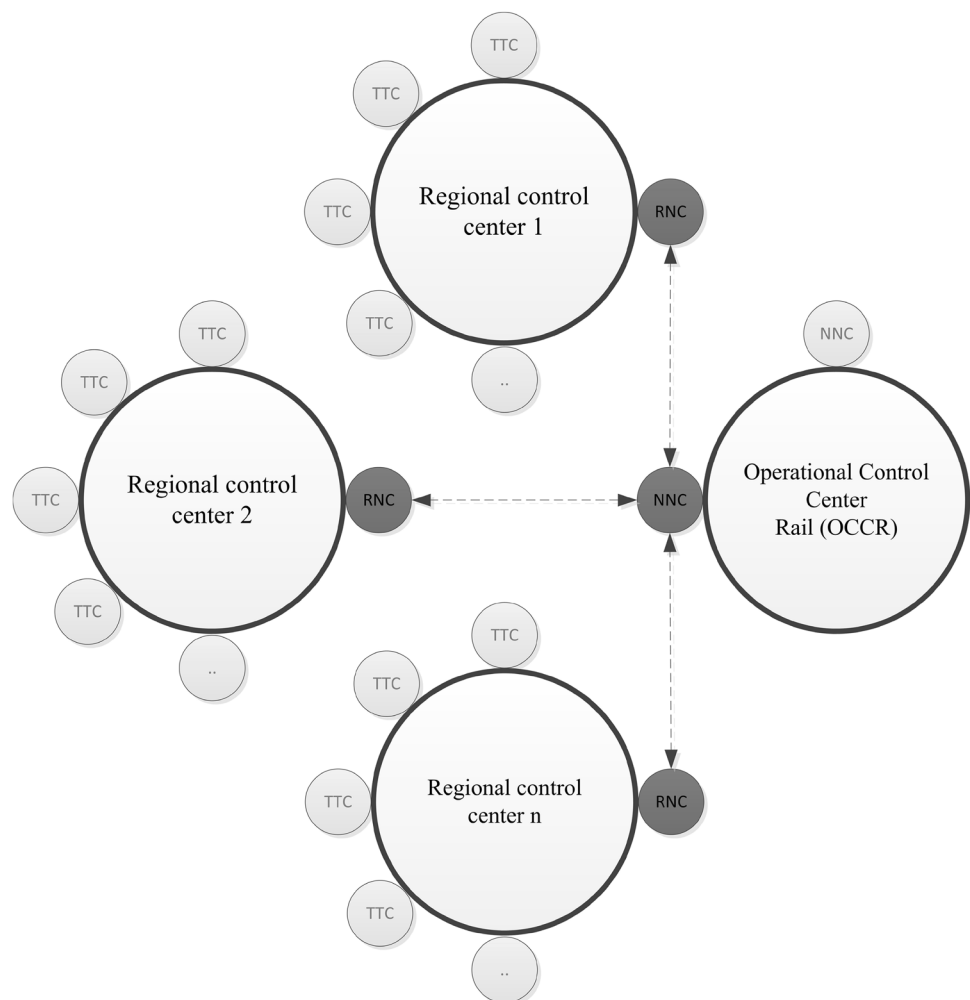 TTC
TTC
TTC
TTC
..
Regional control
center 1
RNC
TTC
TTC
TTC
TTC
..
Regional control
center 2
RNC
NNC
NNC
Operational Control
Center
Rail (OCCR)
TTC
TTC
TTC
TTC
..
Regional control
center n
RNC